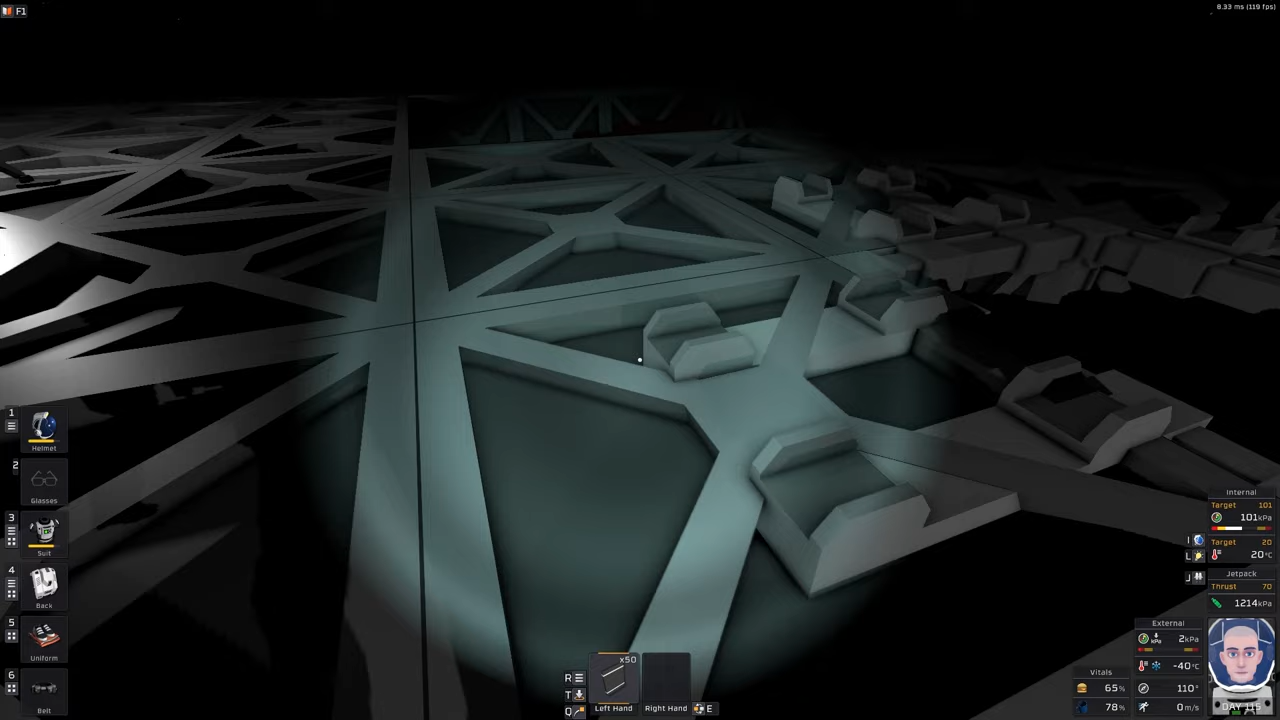 F1
8.33 ms (119 fps)
1
Helmet
2
Glasses
3
Suit
4
Back
5
Uniform
6
Belt
R
T
Q
x50
Left Hand
Right Hand
E
Internal
Target 101
101kPa
Target 20
20°C
I
L
J
Jetpack
Thrust 70
1214kPa
External
kPa
2kPa
-40°C
110°
0m/s
Vitals
65%
78%
DAY 115